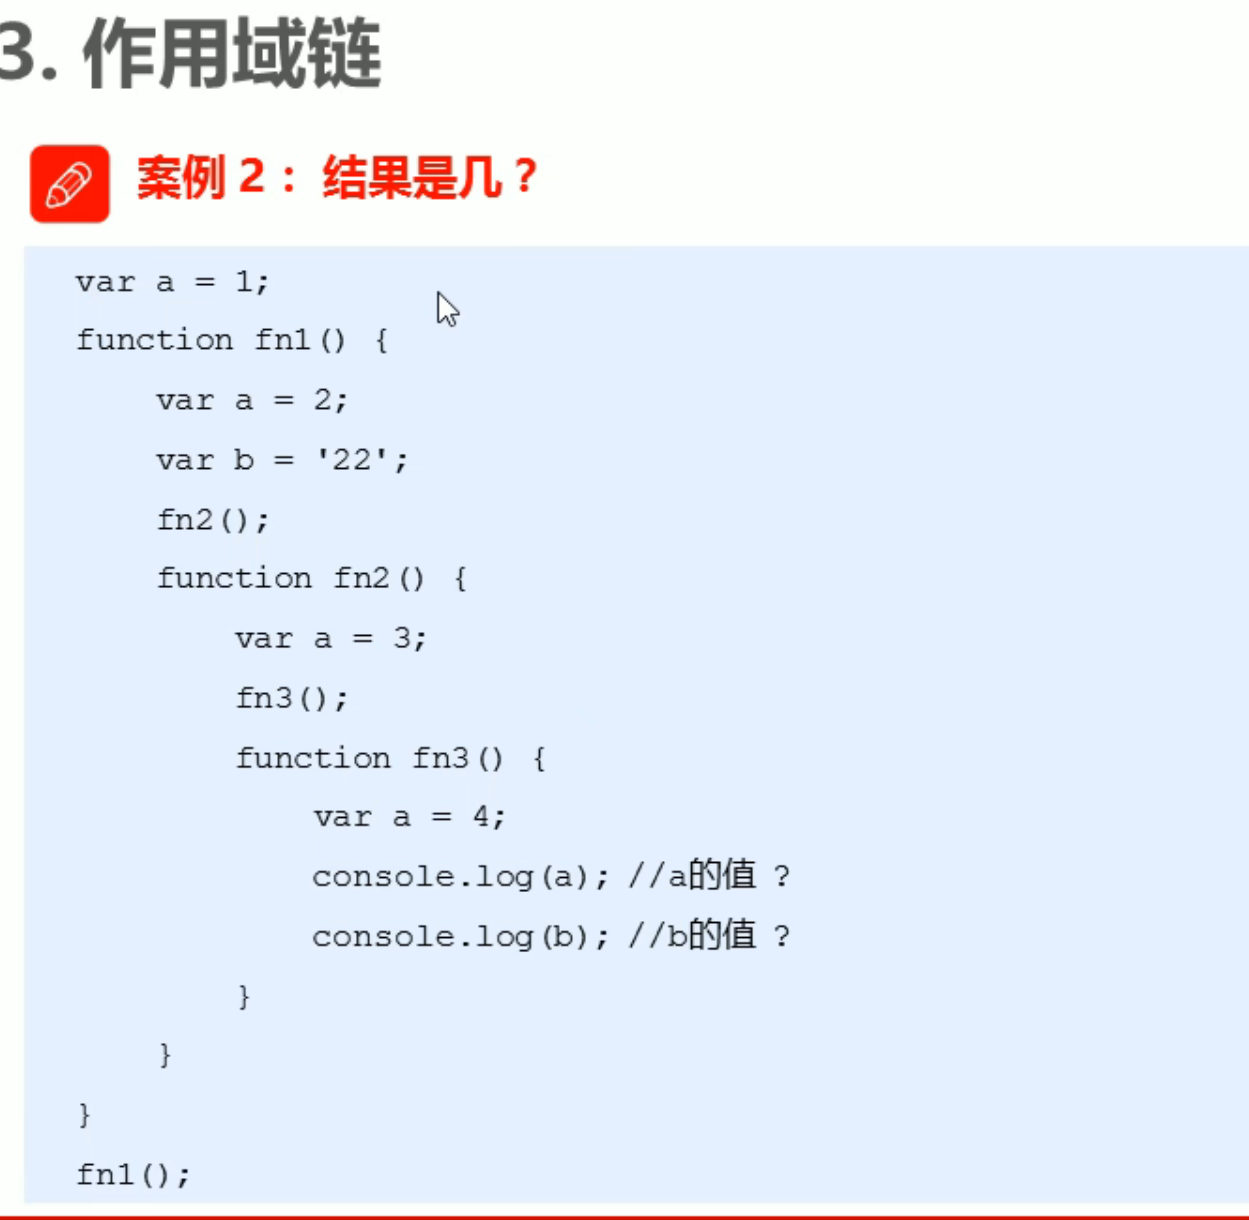 3. 作用域链
案例 2： 结果是几？
var a = 1;
function fn1() {
var a = 2;
var b = '22';
fn2();
function fn2() {
var a = 3;
fn3();
function fn3() {
var a = 4;
console.log(a); //a的值 ?
console.log(b); //b的值 ?
}
}
}
fn1();